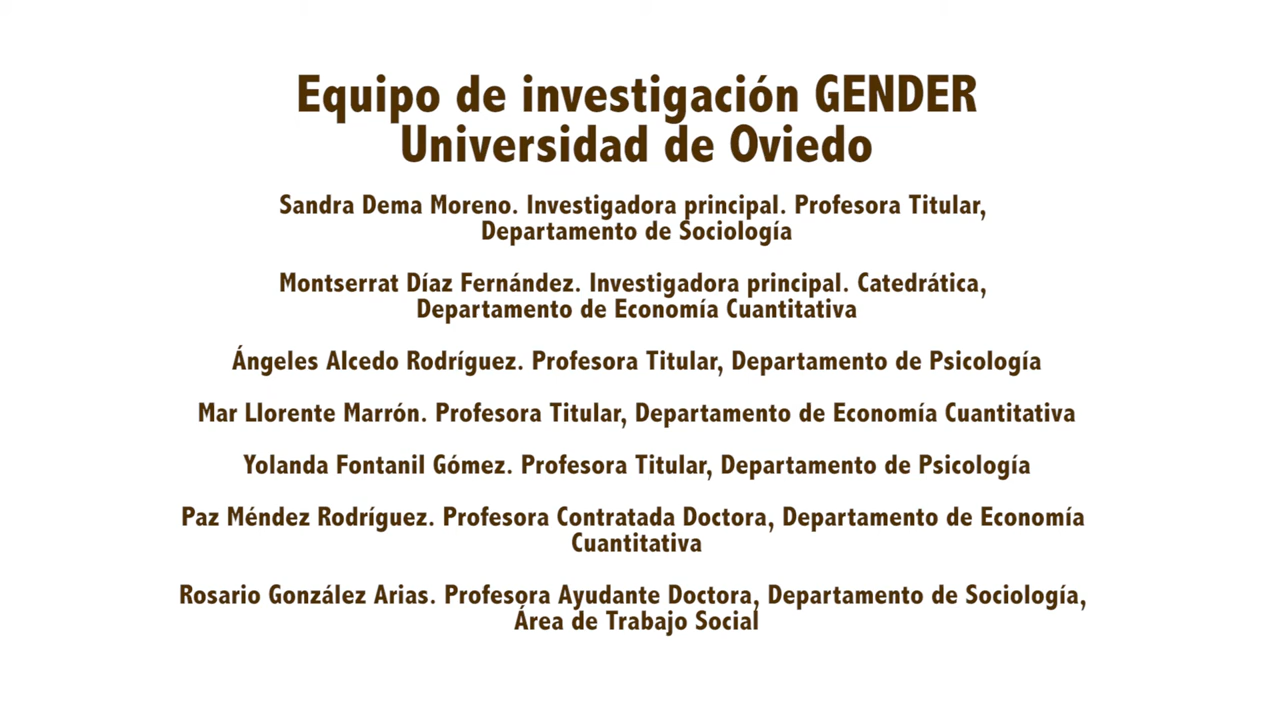 Equipo de investigación GENDER
Universidad de Oviedo
Sandra Dema Moreno. Investigadora principal. Profesora Titular,
Departamento de Sociología
Montserrat Díaz Fernández. Investigadora principal. Catedrática,
Departamento de Economía Cuantitativa
Ángeles Alcedo Rodríguez. Profesora Titular, Departamento de Psicología
Mar Llorente Marrón. Profesora Titular, Departamento de Economía Cuantitativa
Yolanda Fontanil Gómez. Profesora Titular, Departamento de Psicología
Paz Méndez Rodríguez. Profesora Contratada Doctora, Departamento de Economía
Cuantitativa
Rosario González Arias. Profesora Ayudante Doctora, Departamento de Sociología,
Área de Trabajo Social